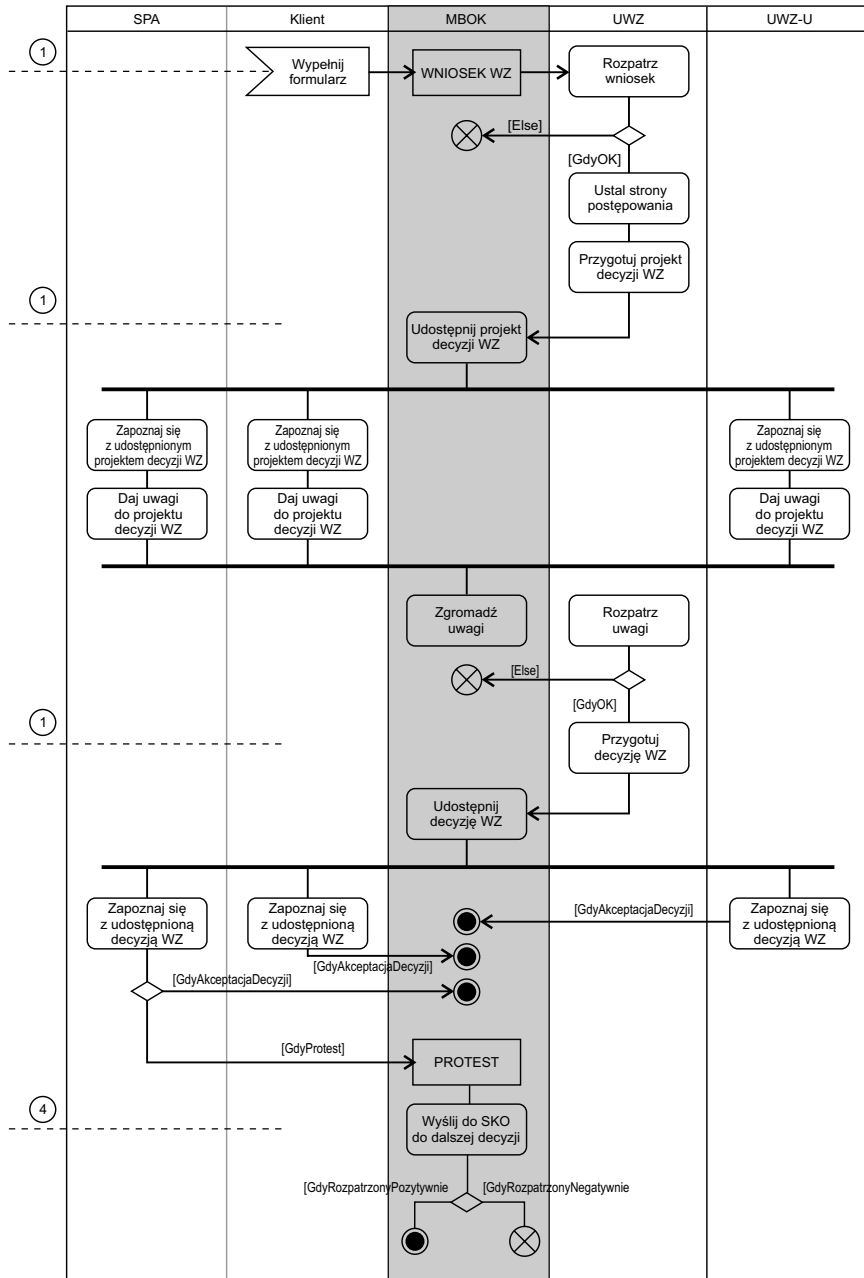 SPA
Klient
MBOK
UWZ
UWZ-U
1
Wypełnij
formularz
WNIOSEK WZ
Rozpatrz
wniosek
[Else]
[GdyOK]
Ustal strony
postępowania
Przygotuj projekt
decyzji WZ
1
Udostępnij projekt
decyzji WZ
Zapoznaj się
z udostępnionym
projektem decyzji WZ
Zapoznaj się
z udostępnionym
projektem decyzji WZ
Zapoznaj się
z udostępnionym
projektem decyzji WZ
Daj uwagi
do projektu
decyzji WZ
Daj uwagi
do projektu
decyzji WZ
Daj uwagi
do projektu
decyzji WZ
Zgromadź
uwagi
Rozpatrz
uwagi
[Else]
[GdyOK]
1
Przygotuj
decyzję WZ
Udostępnij
decyzję WZ
Zapoznaj się
z udostępnioną
decyzją WZ
Zapoznaj się
z udostępnioną
decyzją WZ
[GdyAkceptacjaDecyzji]
Zapoznaj się
z udostępnioną
decyzją WZ
[GdyAkceptacjaDecyzji]
[GdyAkceptacjaDecyzji]
[GdyProtest]
PROTEST
4
Wyślij do SKO
do dalszej decyzji
[GdyRozpatrzonyPozytywnie
[GdyRozpatrzonyNegatywnie